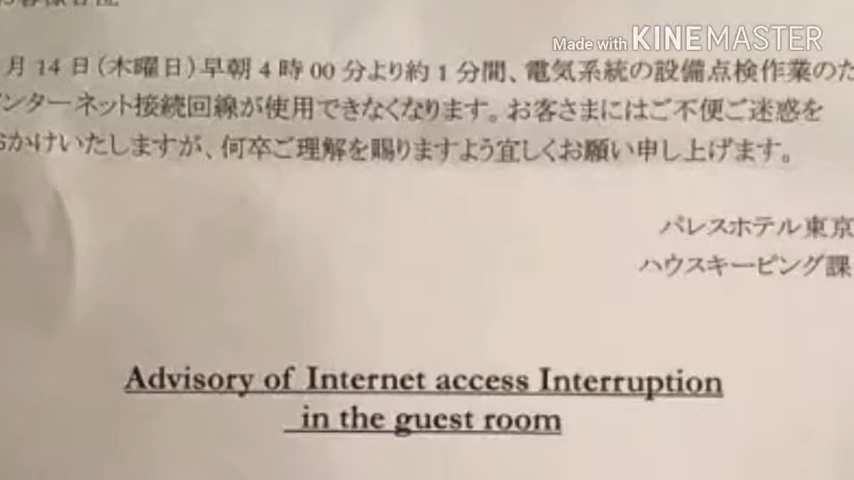 お客様各位
Made with KINEMASTER
月 14 日（木曜日）早朝 4 時 00 分より約 1 分間、電気系統の設備点検作業のた
ンターネット接続回線が使用できなくなります。お客さまにはご不便ご迷惑を
おかけいたしますが、何卒ご理解を賜りますよう宜しくお願い申し上げます。
パレスホテル東京
ハウスキーピング課
Advisory of Internet access Interruption
in the guest room